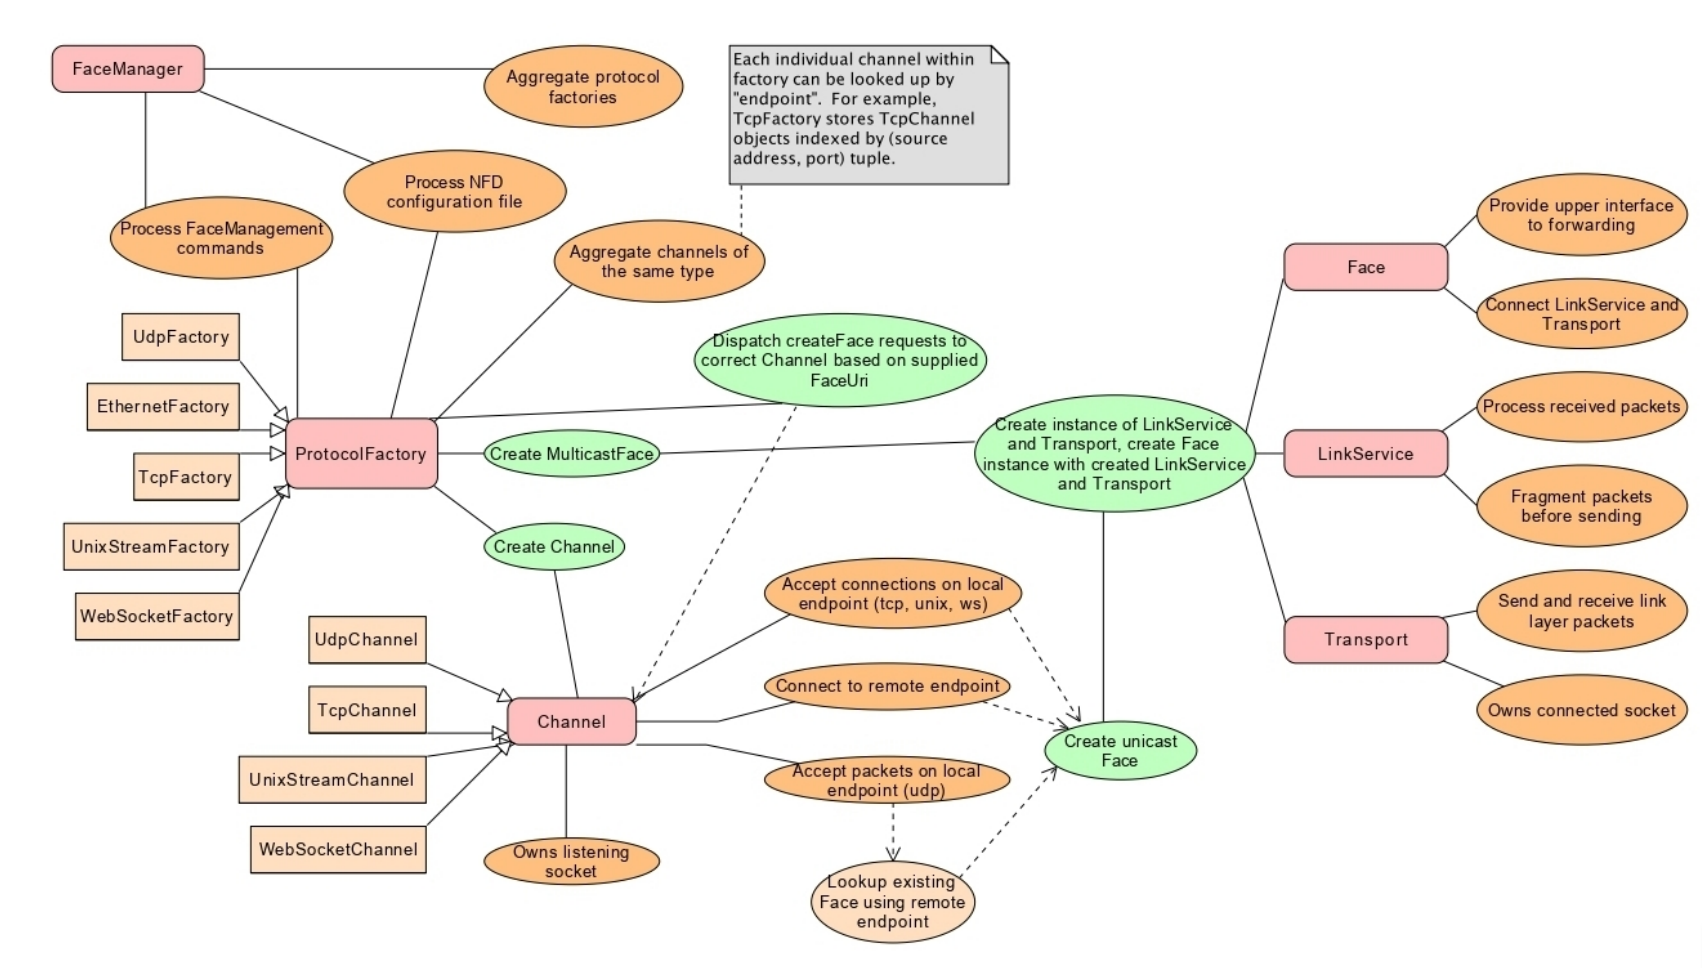 FaceManager
Aggregate protocol
factories
Each individual channel within
factory can be looked up by
"endpoint".  For example,
TcpFactory stores TcpChannel
objects indexed by (source
address, port) tuple.
Process NFD
configuration file
Process FaceManagement
commands
Aggregate channels of
the same type
Provide upper interface
to forwarding
Face
Connect LinkService and
Transport
UdpFactory
EthernetFactory
TcpFactory
UnixStreamFactory
WebSocketFactory
ProtocolFactory
Dispatch createFace requests to
correct Channel based on supplied
FaceUri
Create MulticastFace
Create Channel
Create instance of LinkService
and Transport, create Face
instance with created LinkService
and Transport
Process received packets
LinkService
Fragment packets
before sending
Send and receive link
layer packets
Transport
Owns connected socket
UdpChannel
TcpChannel
UnixStreamChannel
WebSocketChannel
Channel
Accept connections on local
endpoint (tcp, unix, ws)
Connect to remote endpoint
Accept packets on local
endpoint (udp)
Create unicast
Face
Owns listening
socket
Lookup existing
Face using remote
endpoint